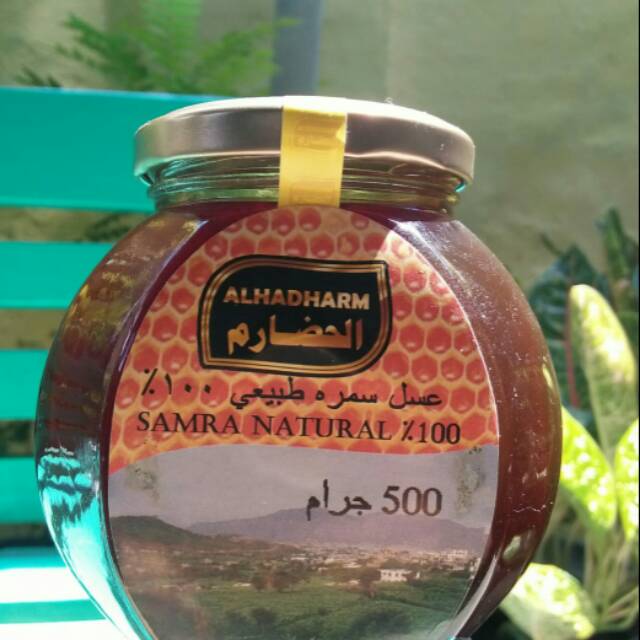 ALHADHARM
الحضارم
عسل سمره طبيعي ١٠٠٪
SAMRA NATURAL ٪100
500 جرام